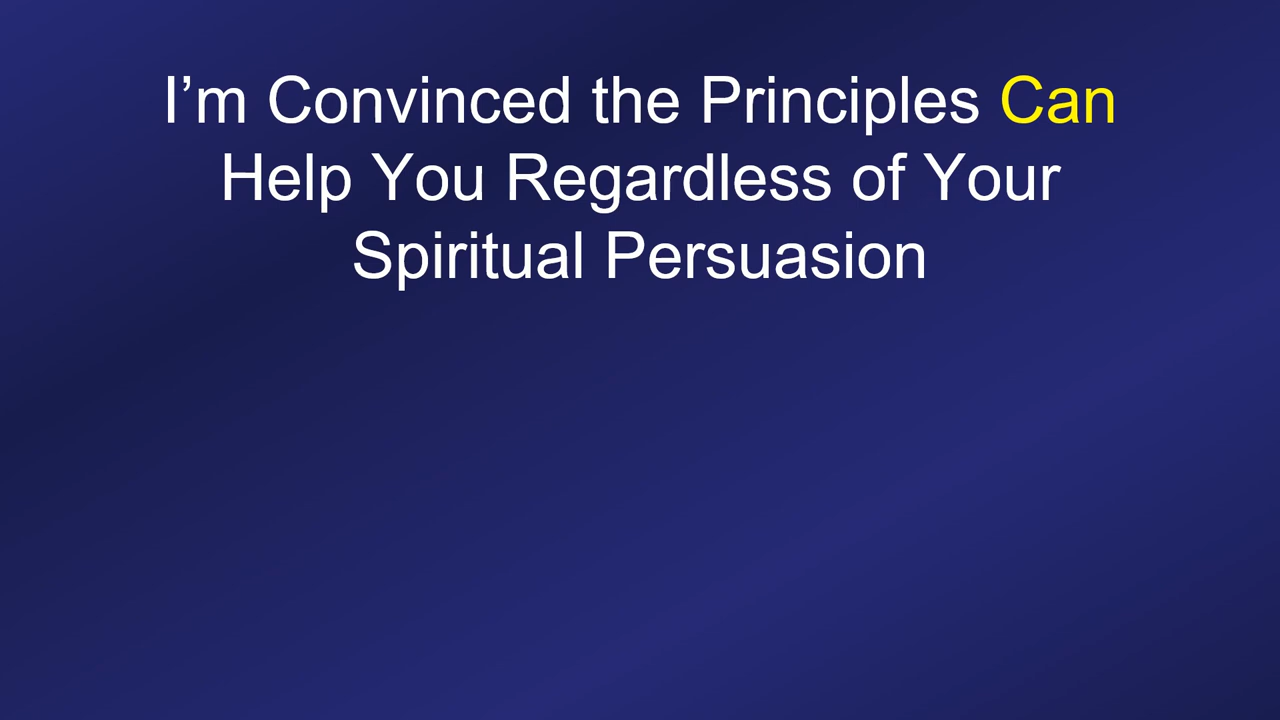 I’m Convinced the Principles Can
Help You Regardless of Your
Spiritual Persuasion